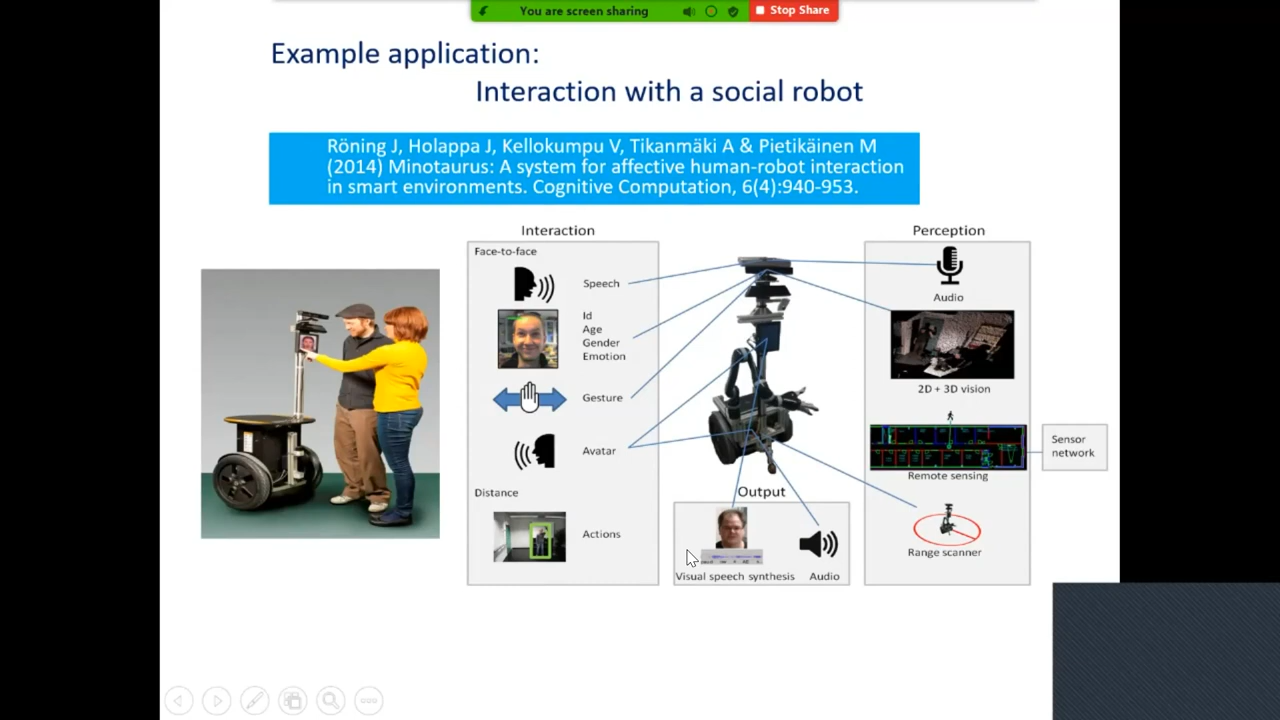 You are screen sharing
Stop Share
Example application:
Interaction with a social robot
Röning J, Holappa J, Kellokumpu V, Tikanmäki A & Pietikäinen M
(2014) Minotaurus: A system for affective human-robot interaction
in smart environments. Cognitive Computation, 6(4):940-953.
Interaction
Face-to-face
Speech
Id
Age
Gender
Emotion
Gesture
Avatar
Distance
Actions
Output
Visual speech synthesis
Audio
Perception
Audio
2D + 3D vision
Remote sensing
Sensor
network
Range scanner